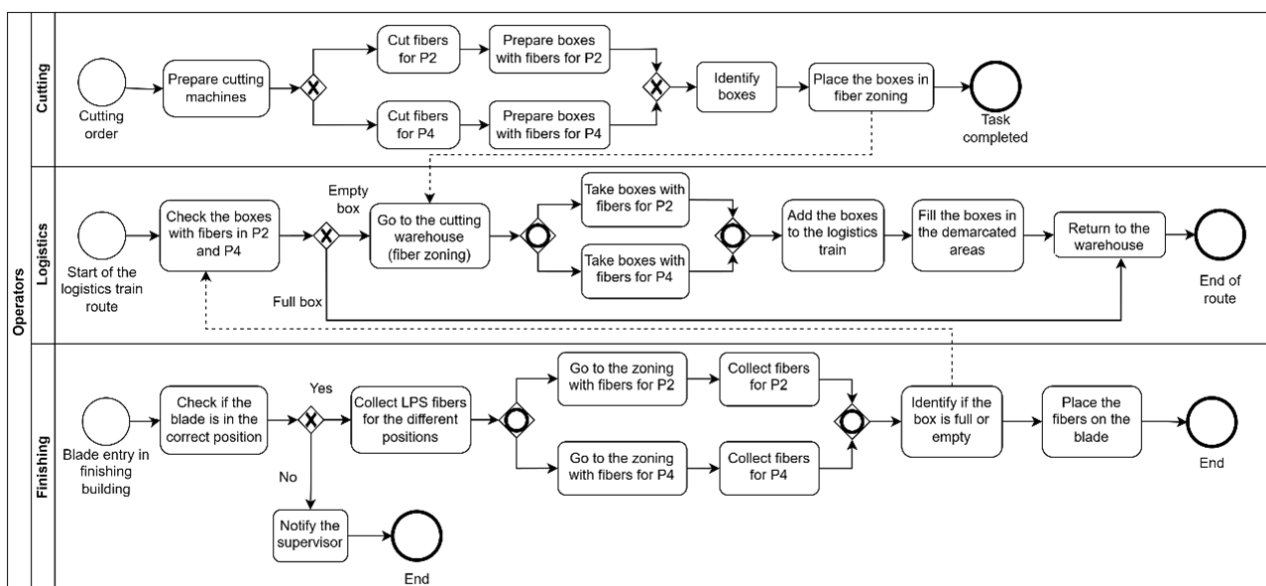 Operators
Cutting
Cutting
order
Prepare cutting
machines
Cut fibers
for P2
Prepare boxes
with fibers for P2
Cut fibers
for P4
Prepare boxes
with fibers for P4
Identify
boxes
Place the boxes in
fiber zoning
Task
completed
Logistics
Start of the
logistics train
route
Check the boxes
with fibers in P2
and P4
Empty
box
Full box
Go to the cutting
warehouse
(fiber zoning)
Take boxes with
fibers for P2
Take boxes with
fibers for P4
Add the boxes
to the logistics
train
Fill the boxes in
the demarcated
areas
Return to the
warehouse
End of
route
Finishing
Blade entry in
finishing
building
Check if the
blade is in the
correct position
Yes
No
Notify the
supervisor
End
Collect LPS fibers
for the different
positions
Go to the zoning
with fibers for P2
Collect fibers
for P2
Go to the zoning
with fibers for P4
Collect fibers
for P4
Identify if the
box is full or
empty
Place the
fibers on the
blade
End